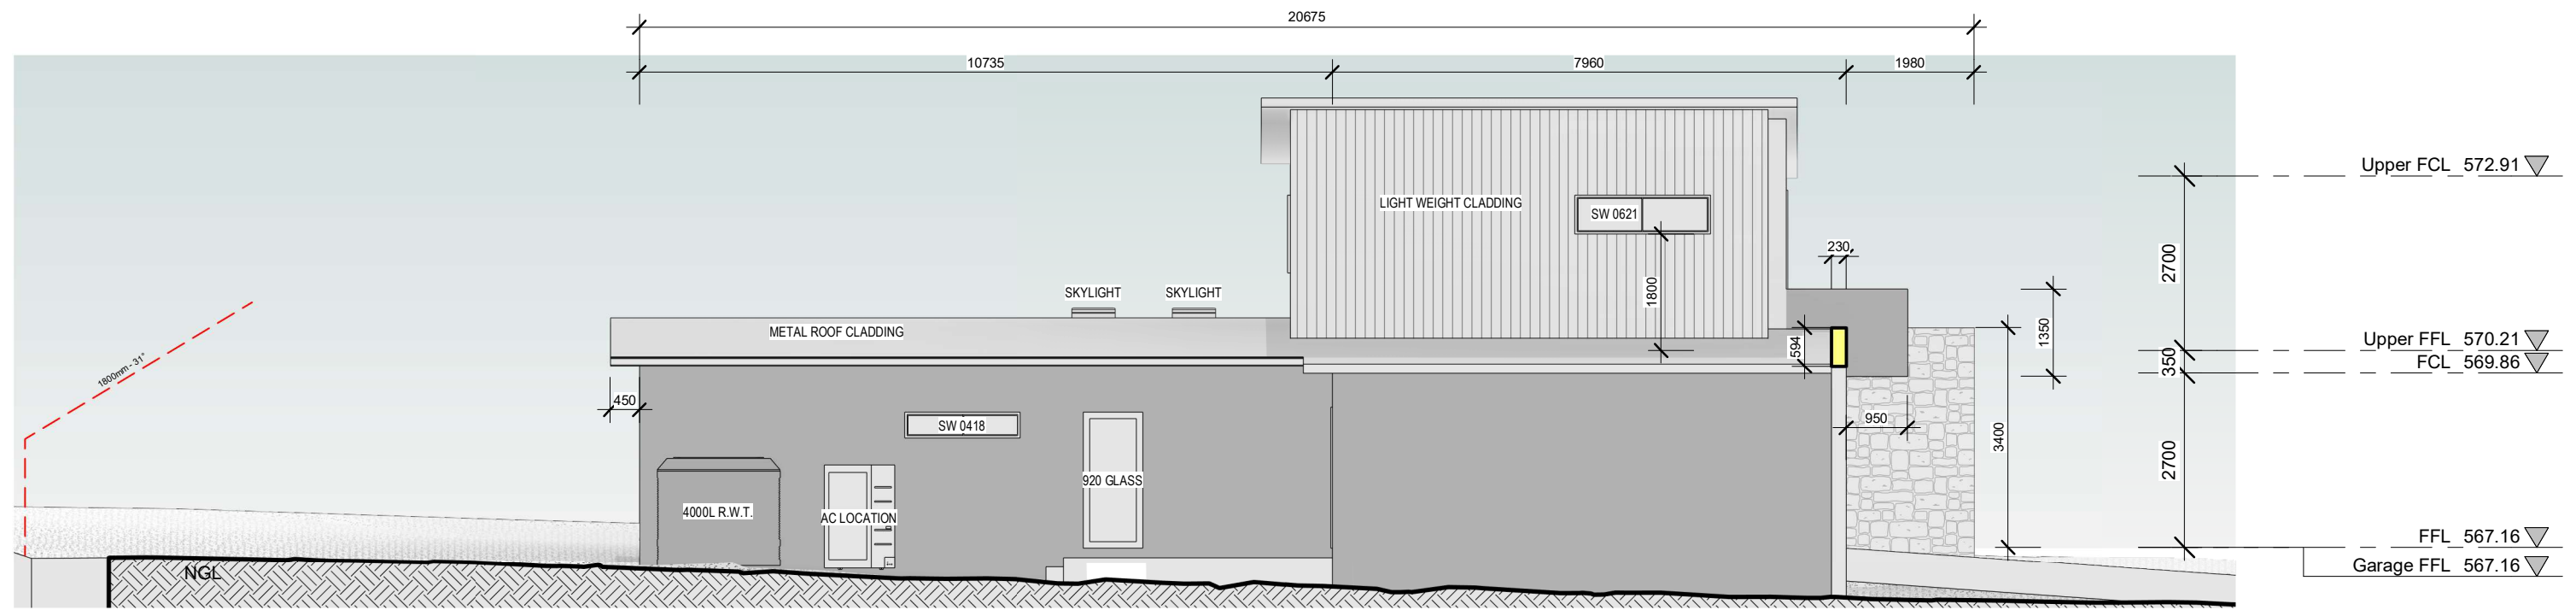 20675
10735
7960
1980
Upper FCL 572.91
LIGHT WEIGHT CLADDING
SW 0621
230
2700
SKYLIGHT
SKYLIGHT
1800
METAL ROOF CLADDING
594
1350
Upper FFL 570.21
350
FCL 569.86
1800mm - 31°
450
950
SW 0418
3400
2700
920 GLASS
4000L R.W.T.
AC LOCATION
FFL 567.16
NGL
Garage FFL 567.16